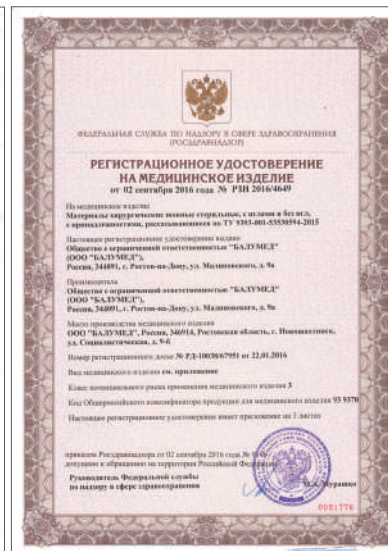 ФЕДЕРАЛЬНАЯ СЛУЖБА ПО НАДЗОРУ В СФЕРЕ ЗДРАВООХРАНЕНИЯ
(РОСЗДРАВНАДЗОР)
РЕГИСТРАЦИОННОЕ УДОСТОВЕРЕНИЕ
НА МЕДИЦИНСКОЕ ИЗДЕЛИЕ
от 02 сентября 2016 года № РЗН 2016/4649
На медицинское изделие
Материалы хирургические шовные стерильные, с иглами и без игл,
с принадлежностями, рассасывающиеся по ТУ 9393-001-53536594-2015
Настоящее регистрационное удостоверение выдано
Общество с ограниченной ответственностью "БАЛУМЕД"
(ООО "БАЛУМЕД"),
Россия, 344091, г. Ростов-на-Дону, ул. Малиновского, д. 9а
Производитель
Общество с ограниченной ответственностью "БАЛУМЕД"
(ООО "БАЛУМЕД"),
Россия, 344091, г. Ростов-на-Дону, ул. Малиновского, д. 9а
Место производства медицинского изделия
ООО "БАЛУМЕД", Россия, 346914, Ростовская область, г. Новошахтинск,
ул. Социалистическая, д. 9-б
Номер регистрационного досье № РД-10038/67951 от 22.01.2016
Вид медицинского изделия см. приложение
Класс потенциального риска применения медицинского изделия 3
Код Общероссийского классификатора продукции для медицинского изделия 93 9370
Настоящее регистрационное удостоверение имеет приложение на 3 листах
приказом Росздравнадзора от 02 сентября 2016 года №
допущено к обращению на территории Российской Федерации
Руководитель Федеральной службы
по надзору в сфере здравоохранения
М.А. Мурашко
0021776